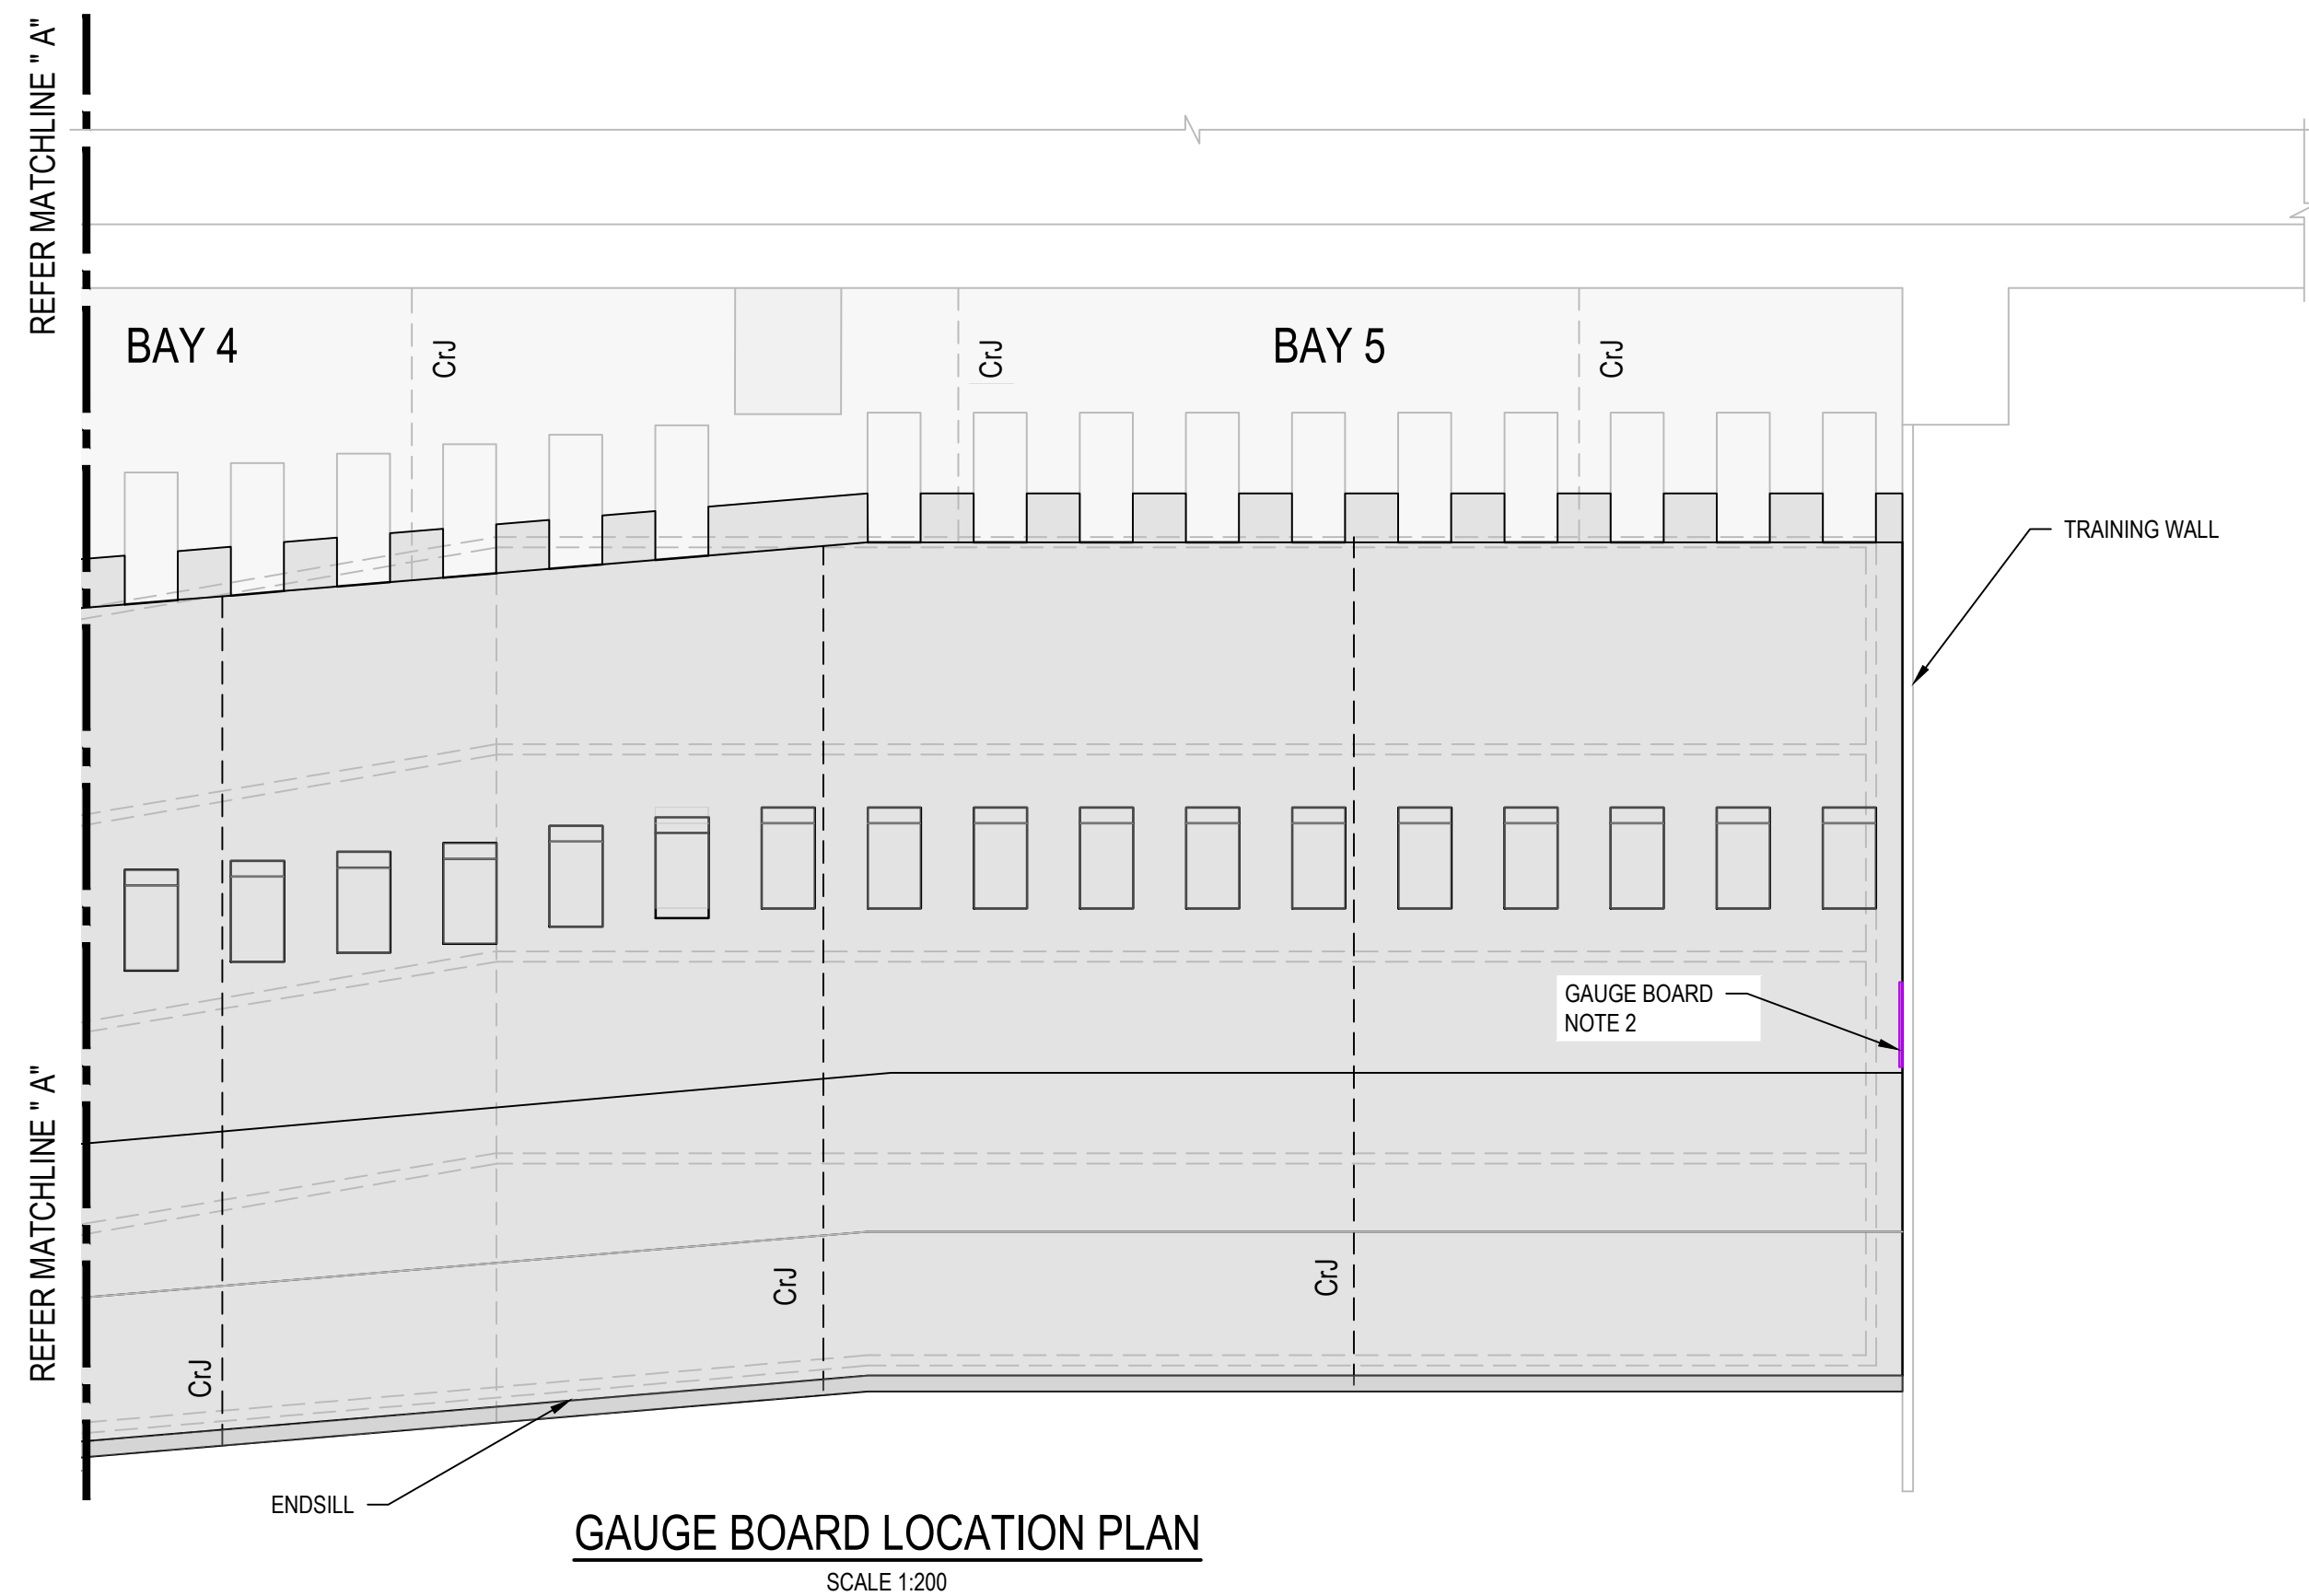 REFER MATCHLINE " A"
BAY 4
CrJ
CrJ
BAY 5
CrJ
TRAINING WALL
GAUGE BOARD
NOTE 2
REFER MATCHLINE " A"
CrJ
CrJ
CrJ
ENDSILL
GAUGE BOARD LOCATION PLAN
SCALE 1:200